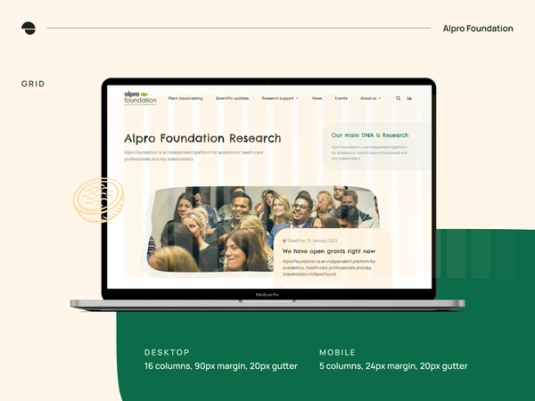 Alpro Foundation
GRID
alpro
foundation
Plant-based eating Scientific updates Research support News Events About us
Alpro Foundation Research
Alpro Foundation is an independent platform for academics, health care
professionals and key stakeholders
Our main DNA is Research
Alpro Foundation is an independent platform for
academics, health care professionals and key
stakeholders
Deadline: 31 January 2023
We have open grants right now
Alpro Foundation is an independent platform for
academics, health care professionals and key
stakeholders
MacBook Pro
DESKTOP
16 columns, 90px margin, 20px gutter
MOBILE
5 columns, 24px margin, 20px gutter